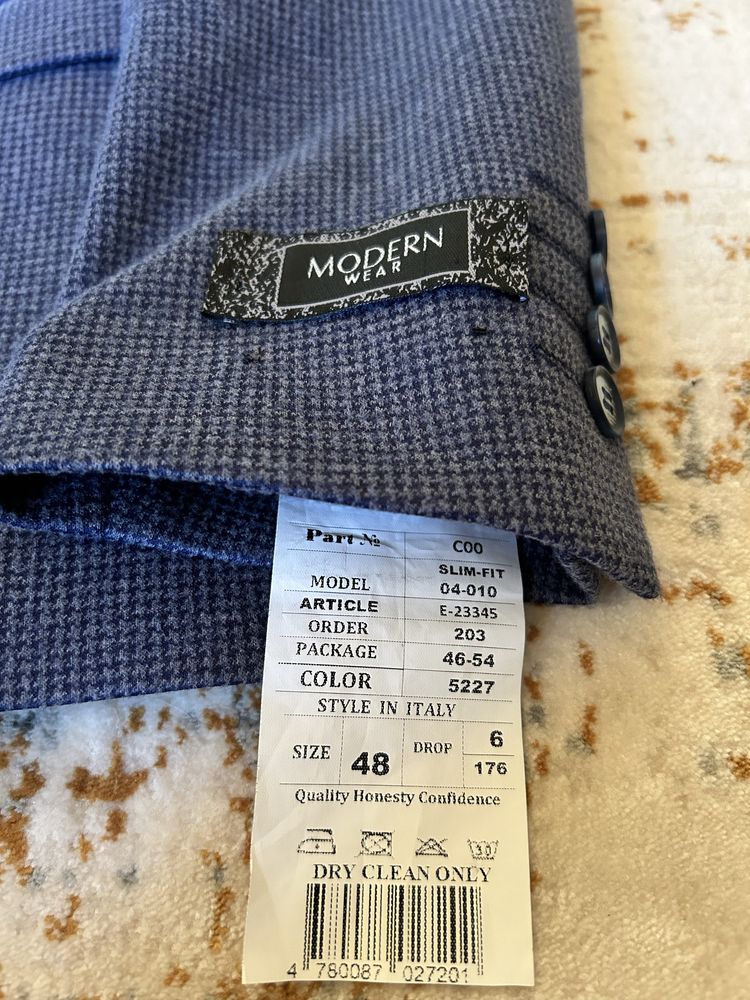 MODERN
WEAR
Part № C00
MODEL SLIM-FIT 04-010
ARTICLE E-23345
ORDER 203
PACKAGE 46-54
COLOR 5227
STYLE IN ITALY
SIZE 48 DROP 6 176
Quality Honesty Confidence
30
DRY CLEAN ONLY
4 780087 027201